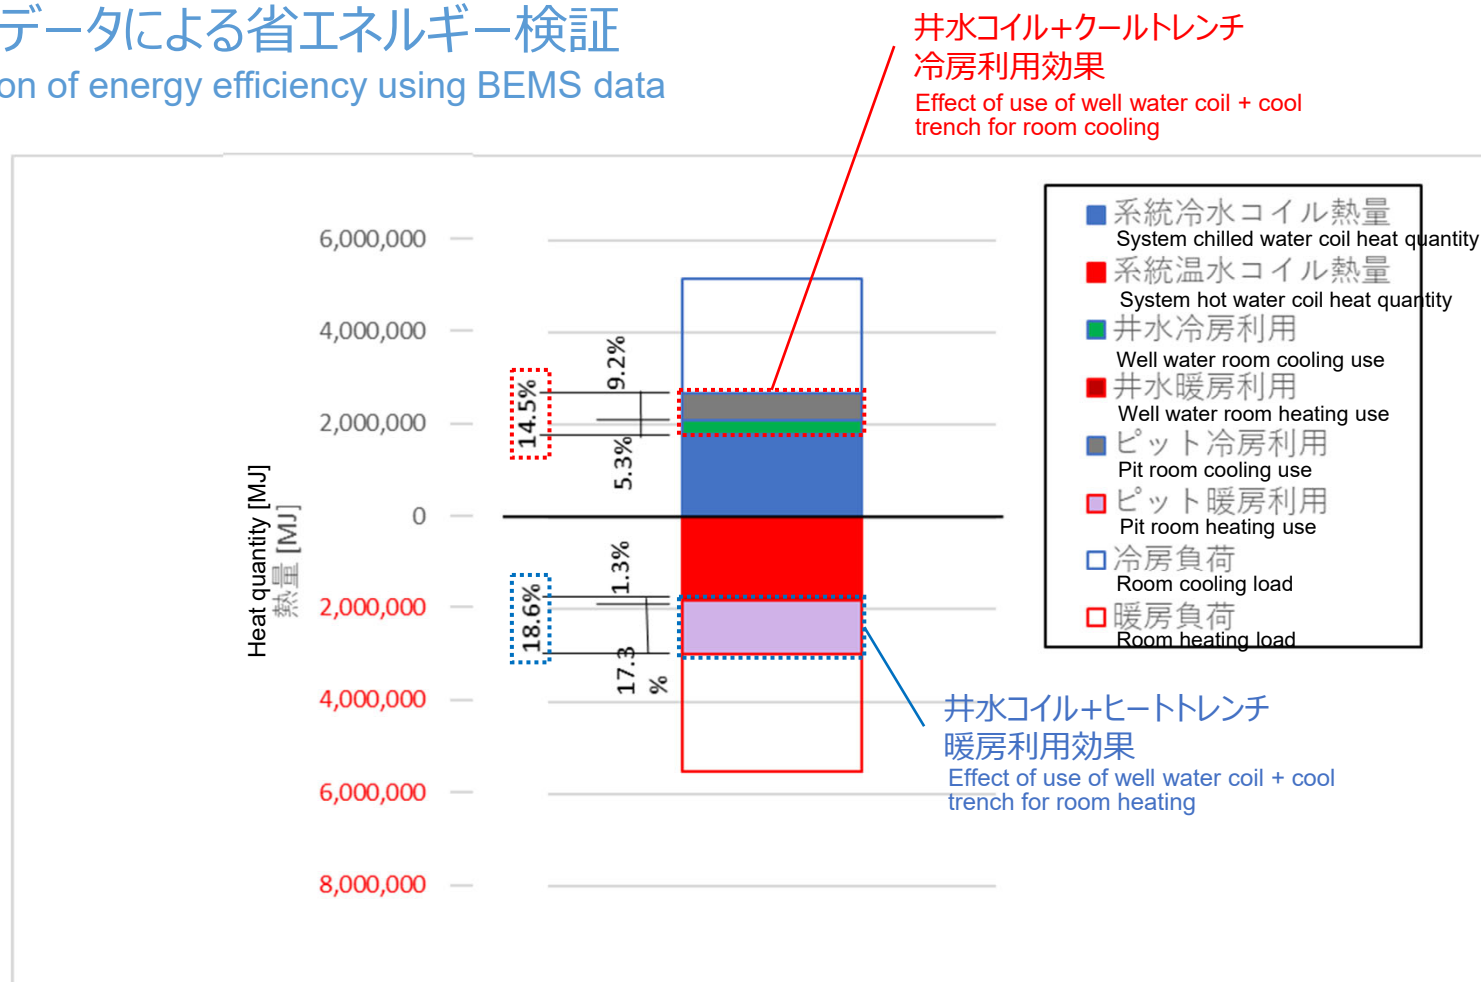 データによる省エネルギー検証
on of energy efficiency using BEMS data
井水コイル+クールトレンチ
冷房利用効果
Effect of use of well water coil + cool
trench for room cooling
6,000,000
4,000,000
2,000,000
0
2,000,000
4,000,000
6,000,000
8,000,000
Heat quantity [MJ]
熱量 [MJ]
14.5%
9.2%
5.3%
18.6%
1.3%
17.3
%
系統冷水コイル熱量
System chilled water coil heat quantity
系統温水コイル熱量
System hot water coil heat quantity
井水冷房利用
Well water room cooling use
井水暖房利用
Well water room heating use
ピット冷房利用
Pit room cooling use
ピット暖房利用
Pit room heating use
冷房負荷
Room cooling load
暖房負荷
Room heating load
井水コイル+ヒートトレンチ
暖房利用効果
Effect of use of well water coil + cool
trench for room heating